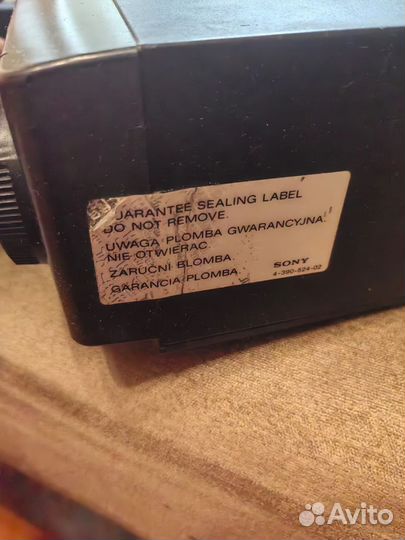 UARANTEE SEALING LABEL
DO NOT REMOVE.
UWAGA PLOMBA GWARANCYJNA.
NIE OTWIERAC
ZARUČNI BLOMBA.
GARANCIA PLOMBA.
SONY
4-390-524-02
Avito